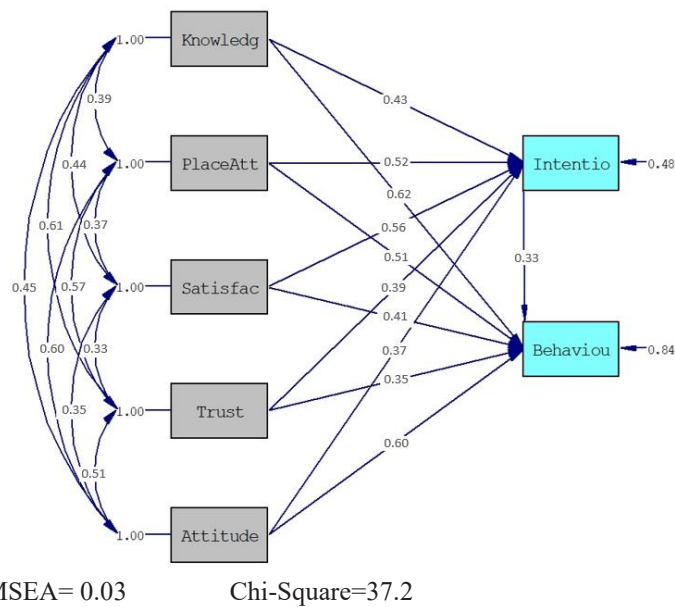 1.00 Knowledg
0.39
0.43
1.00 PlaceAtt
0.52
Intentio
0.48
0.44
0.62
0.37
0.56
0.61
0.51
0.33
0.45
0.57
1.00 Satisfac
0.39
0.41
0.60
0.33
0.37
Behaviou
0.84
0.35
0.35
1.00 Trust
0.60
0.51
1.00 Attitude
MSEA= 0.03 Chi-Square=37.2